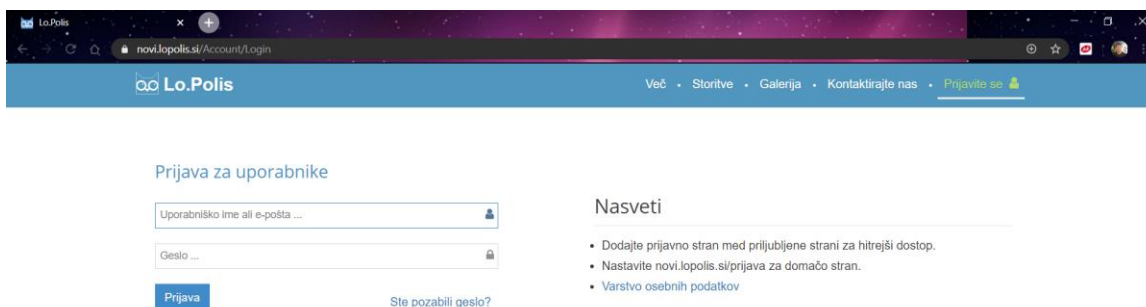 Lo.Polis
novi.lopolis.si/Account/Login
Lo.Polis
Več • Storitve • Galerija • Kontaktirajte nas • Prijavite se
Prijava za uporabnike
Uporabniško ime ali e-pošta ...
Geslo ...
Prijava
Ste pozabili geslo?
Nasveti
• Dodajte prijavno stran med priljubljene strani za hitrejši dostop.
• Nastavite novi.lopolis.si/prijava za domačo stran.
• Varstvo osebnih podatkov